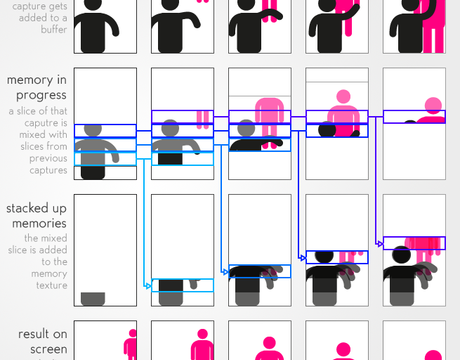 capture gets
added to a
buffer
memory in
progress
a slice of that
caputre is
mixed with
slices from
previous
captures
stacked up
memories
the mixed
slice is added
to the
memory
texture
result on
screen